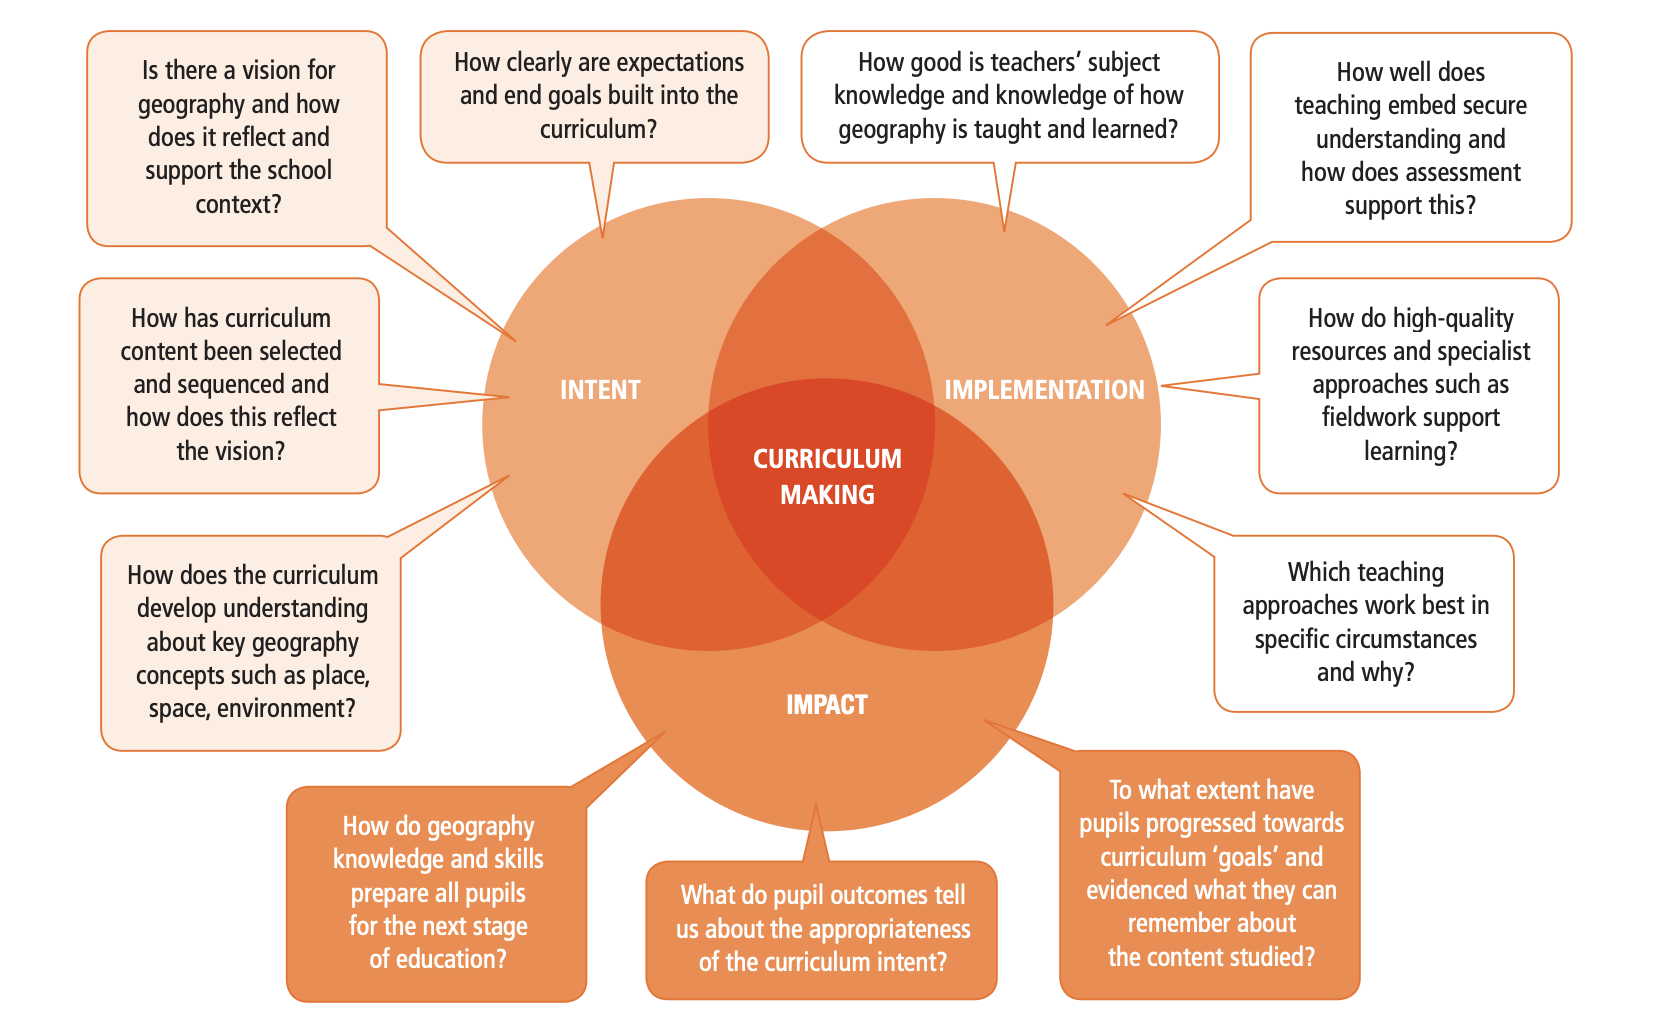 Is there a vision for
geography and how
does it reflect and
support the school
context?
How clearly are expectations
and end goals built into the
curriculum?
How good is teachers’ subject
knowledge and knowledge of how
geography is taught and learned?
How well does
teaching embed secure
understanding and
how does assessment
support this?
How has curriculum
content been selected
and sequenced and
how does this reflect
the vision?
INTENT
IMPLEMENTATION
How do high-quality
resources and specialist
approaches such as
fieldwork support
learning?
CURRICULUM
MAKING
How does the curriculum
develop understanding
about key geography
concepts such as place,
space, environment?
Which teaching
approaches work best in
specific circumstances
and why?
IMPACT
How do geography
knowledge and skills
prepare all pupils
for the next stage
of education?
What do pupil outcomes tell
us about the appropriateness
of the curriculum intent?
To what extent have
pupils progressed towards
curriculum ‘goals’ and
evidenced what they can
remember about
the content studied?